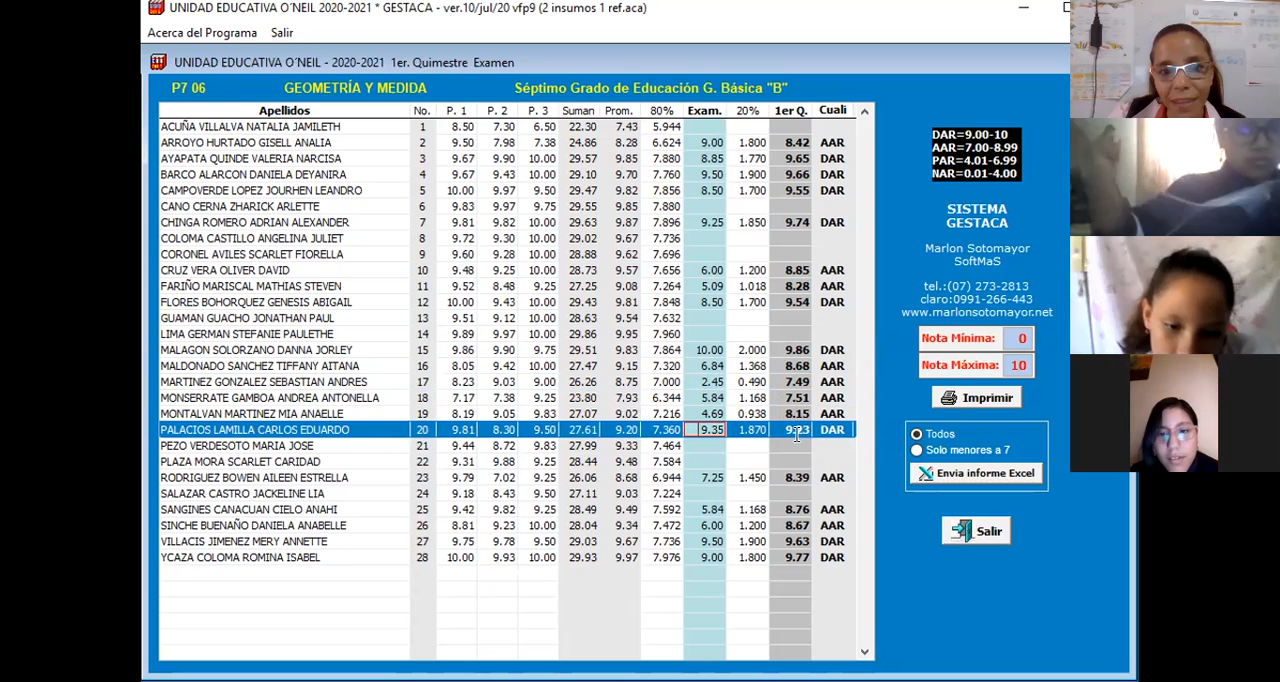 UNIDAD EDUCATIVA O´NEIL 2020-2021 * GESTACA - ver.10/jul/20 vfp9 (2 insumos 1 ref.aca)
Acerca del Programa Salir
UNIDAD EDUCATIVA O´NEIL - 2020-2021 1er. Quimestre Examen
P7 06 GEOMETRÍA Y MEDIDA Séptimo Grado de Educación G. Básica "B"
Apellidos No. P. 1 P. 2 P. 3 Suman Prom. 80% Exam. 20% 1er Q. Cuali
ACUÑA VILLALVA NATALIA JAMILETH 1 8.50 7.30 6.50 22.30 7.43 5.944
ARROYO HURTADO GISELL ANALIA 2 9.50 7.98 7.38 24.86 8.28 6.624 9.00 1.800 8.42 AAR
AYAPATA QUINDE VALERIA NARCISA 3 9.67 9.90 10.00 29.57 9.85 7.880 8.85 1.770 9.65 DAR
BARCO ALARCON DANIELA DEYANIRA 4 9.67 9.43 10.00 29.10 9.70 7.760 9.50 1.900 9.66 DAR
CAMPOVERDE LOPEZ JOURHEN LEANDRO 5 10.00 9.97 9.50 29.47 9.82 7.856 8.50 1.700 9.55 DAR
CANO CERNA ZHARICK ARLETTE 6 9.83 9.97 9.75 29.55 9.85 7.880
CHINGA ROMERO ADRIAN ALEXANDER 7 9.81 9.82 10.00 29.63 9.87 7.896 9.25 1.850 9.74 DAR
COLOMA CASTILLO ANGELINA JULIET 8 9.72 9.30 10.00 29.02 9.67 7.736
CORONEL AVILES SCARLET FIORELLA 9 9.60 9.28 10.00 28.88 9.62 7.696
CRUZ VERA OLIVER DAVID 10 9.48 9.25 10.00 28.73 9.57 7.656 6.00 1.200 8.85 AAR
FARIÑO MARISCAL MATHIAS STEVEN 11 9.52 8.48 9.25 27.25 9.08 7.264 5.09 1.018 8.28 AAR
FLORES BOHORQUEZ GENESIS ABIGAIL 12 10.00 9.43 10.00 29.43 9.81 7.848 8.50 1.700 9.54 DAR
GUAMAN GUACHO JONATHAN PAUL 13 9.51 9.12 10.00 28.63 9.54 7.632
LIMA GERMAN STEFANIE PAULETHE 14 9.89 9.97 10.00 29.86 9.95 7.960
MALAGON SOLORZANO DANNA JORLEY 15 9.86 9.90 9.75 29.51 9.83 7.864 10.00 2.000 9.86 DAR
MALDONADO SANCHEZ TIFFANY AITANA 16 8.05 9.42 10.00 27.47 9.15 7.320 6.84 1.368 8.68 AAR
MARTINEZ GONZALEZ SEBASTIAN ANDRES 17 8.23 9.03 9.00 26.26 8.75 7.000 2.45 0.490 7.49 AAR
MONSERRATE GAMBOA ANDREA ANTONELLA 18 7.17 7.38 9.25 23.80 7.93 6.344 5.84 1.168 7.51 AAR
MONTALVAN MARTINEZ MIA ANAELLE 19 8.19 9.05 9.83 27.07 9.02 7.216 4.69 0.938 8.15 AAR
PALACIOS LAMILLA CARLOS EDUARDO 20 9.81 8.30 9.50 27.61 9.20 7.360 9.35 1.870 9.23 DAR
PEZO VERDESOTO MARIA JOSE 21 9.44 8.72 9.83 27.99 9.33 7.464
PLAZA MORA SCARLET CARIDAD 22 9.31 9.88 9.25 28.44 9.48 7.584
RODRIGUEZ BOWEN AILEEN ESTRELLA 23 9.79 7.02 9.25 26.06 8.68 6.944 7.25 1.450 8.39 AAR
SALAZAR CASTRO JACKELINE LIA 24 9.18 8.43 9.50 27.11 9.03 7.224
SANGINES CANACUAN CIELO ANAHI 25 9.42 9.82 9.25 28.49 9.49 7.592 5.84 1.168 8.76 AAR
SINCHE BUENAÑO DANIELA ANABELLE 26 8.81 9.23 10.00 28.04 9.34 7.472 6.00 1.200 8.67 AAR
VILLACIS JIMENEZ MERY ANNETTE 27 9.75 9.78 9.50 29.03 9.67 7.736 9.50 1.900 9.63 DAR
YCAZA COLOMA ROMINA ISABEL 28 10.00 9.93 10.00 29.93 9.97 7.976 9.00 1.800 9.77 DAR
DAR=9.00-10
AAR=7.00-8.99
PAR=4.01-6.99
NAR=0.01-4.00
SISTEMA
GESTACA
Marlon Sotomayor
SoftMaS
tel.:(07) 273-2813
claro:0991-266-443
www.marlonsotomayor.net
Nota Mínima: 0
Nota Máxima: 10
Imprimir
Todos
Solo menores a 7
Envia informe Excel
Salir